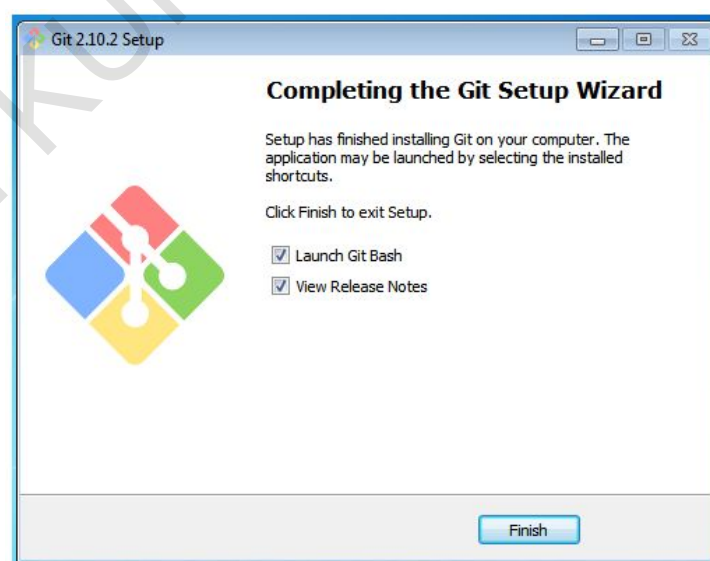 Git 2.10.2 Setup
Completing the Git Setup Wizard
Setup has finished installing Git on your computer. The
application may be launched by selecting the installed
shortcuts.
Click Finish to exit Setup.
Launch Git Bash
View Release Notes
Finish